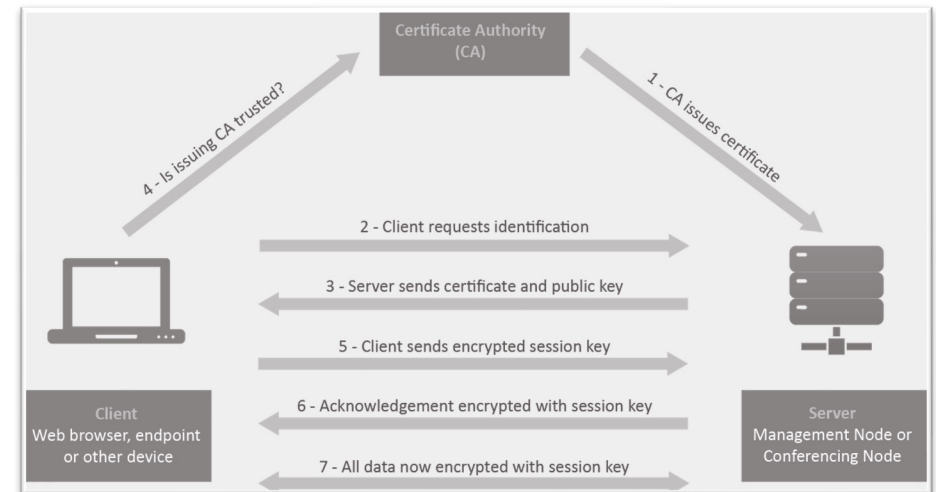 Certificate Authority
(CA)
4 - Is issuing CA trusted?
1 - CA issues certificate
2 - Client requests identification
3 - Server sends certificate and public key
5 - Client sends encrypted session key
6 - Acknowledgement encrypted with session key
7 - All data now encrypted with session key
Client
Web browser, endpoint
or other device
Server
Management Node or
Conferencing Node